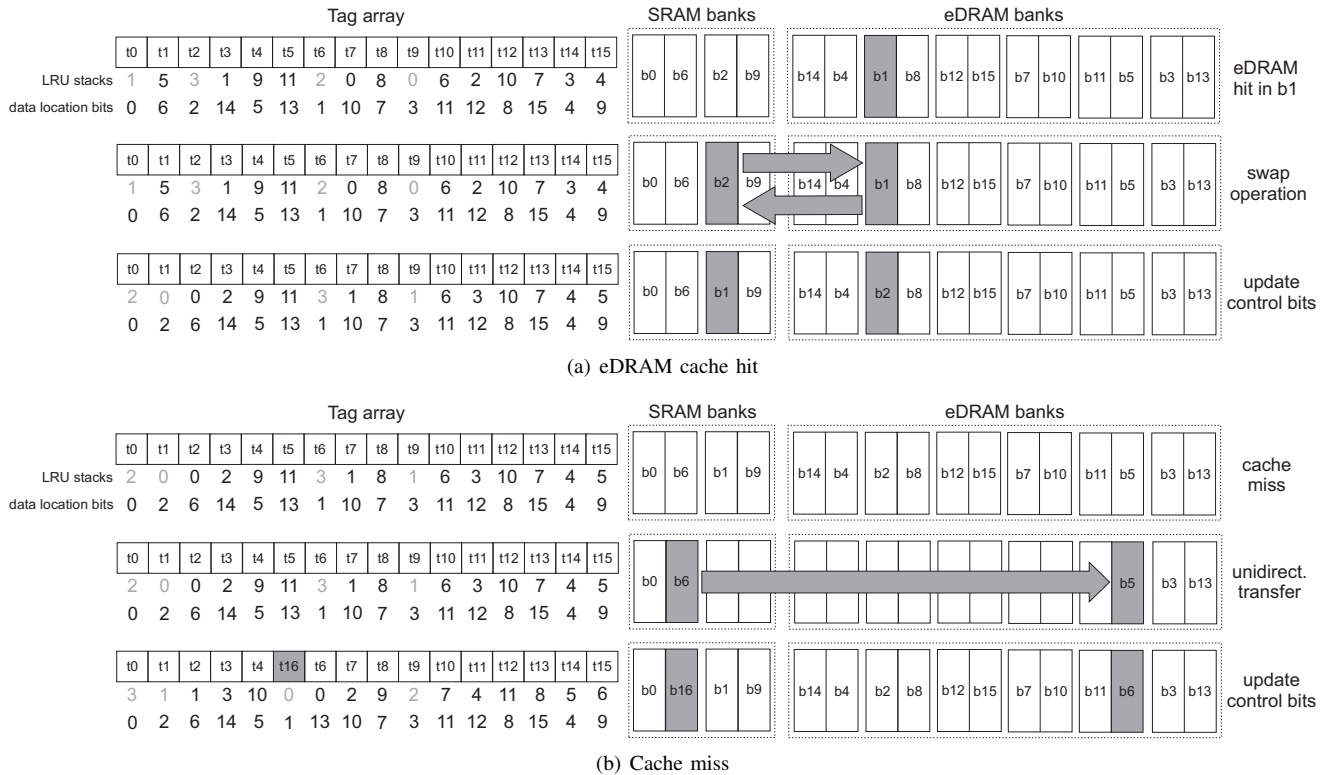 Tag array SRAM banks eDRAM banks
t0 t1 t2 t3 t4 t5 t6 t7 t8 t9 t10 t11 t12 t13 t14 t15
LRU stacks 1 5 3 1 9 11 2 0 8 0 6 2 10 7 3 4
data location bits 0 6 2 14 5 13 1 10 7 3 11 12 8 15 4 9
b0 b6 b2 b9 b14 b4 b1 b8 b12 b15 b7 b10 b11 b5 b3 b13
eDRAM
hit in b1
t0 t1 t2 t3 t4 t5 t6 t7 t8 t9 t10 t11 t12 t13 t14 t15
1 5 3 1 9 11 2 0 8 0 6 2 10 7 3 4
0 6 2 14 5 13 1 10 7 3 11 12 8 15 4 9
b0 b6 b2 b9 b14 b4 b1 b8 b12 b15 b7 b10 b11 b5 b3 b13
swap
operation
t0 t1 t2 t3 t4 t5 t6 t7 t8 t9 t10 t11 t12 t13 t14 t15
2 0 0 2 9 11 3 1 8 1 6 3 10 7 4 5
0 2 6 14 5 13 1 10 7 3 11 12 8 15 4 9
b0 b6 b1 b9 b14 b4 b2 b8 b12 b15 b7 b10 b11 b5 b3 b13
update
control bits
(a) eDRAM cache hit
Tag array SRAM banks eDRAM banks
t0 t1 t2 t3 t4 t5 t6 t7 t8 t9 t10 t11 t12 t13 t14 t15
LRU stacks 2 0 0 2 9 11 3 1 8 1 6 3 10 7 4 5
data location bits 0 2 6 14 5 13 1 10 7 3 11 12 8 15 4 9
b0 b6 b1 b9 b14 b4 b2 b8 b12 b15 b7 b10 b11 b5 b3 b13
cache
miss
t0 t1 t2 t3 t4 t5 t6 t7 t8 t9 t10 t11 t12 t13 t14 t15
2 0 0 2 9 11 3 1 8 1 6 3 10 7 4 5
0 2 6 14 5 13 1 10 7 3 11 12 8 15 4 9
b0 b6 b5 b3 b13
unidirect.
transfer
t0 t1 t2 t3 t4 t16 t6 t7 t8 t9 t10 t11 t12 t13 t14 t15
3 1 1 3 10 0 0 2 9 2 7 4 11 8 5 6
0 2 6 14 5 1 13 10 7 3 11 12 8 15 4 9
b0 b16 b1 b9 b14 b4 b2 b8 b12 b15 b7 b10 b11 b6 b3 b13
update
control bits
(b) Cache miss